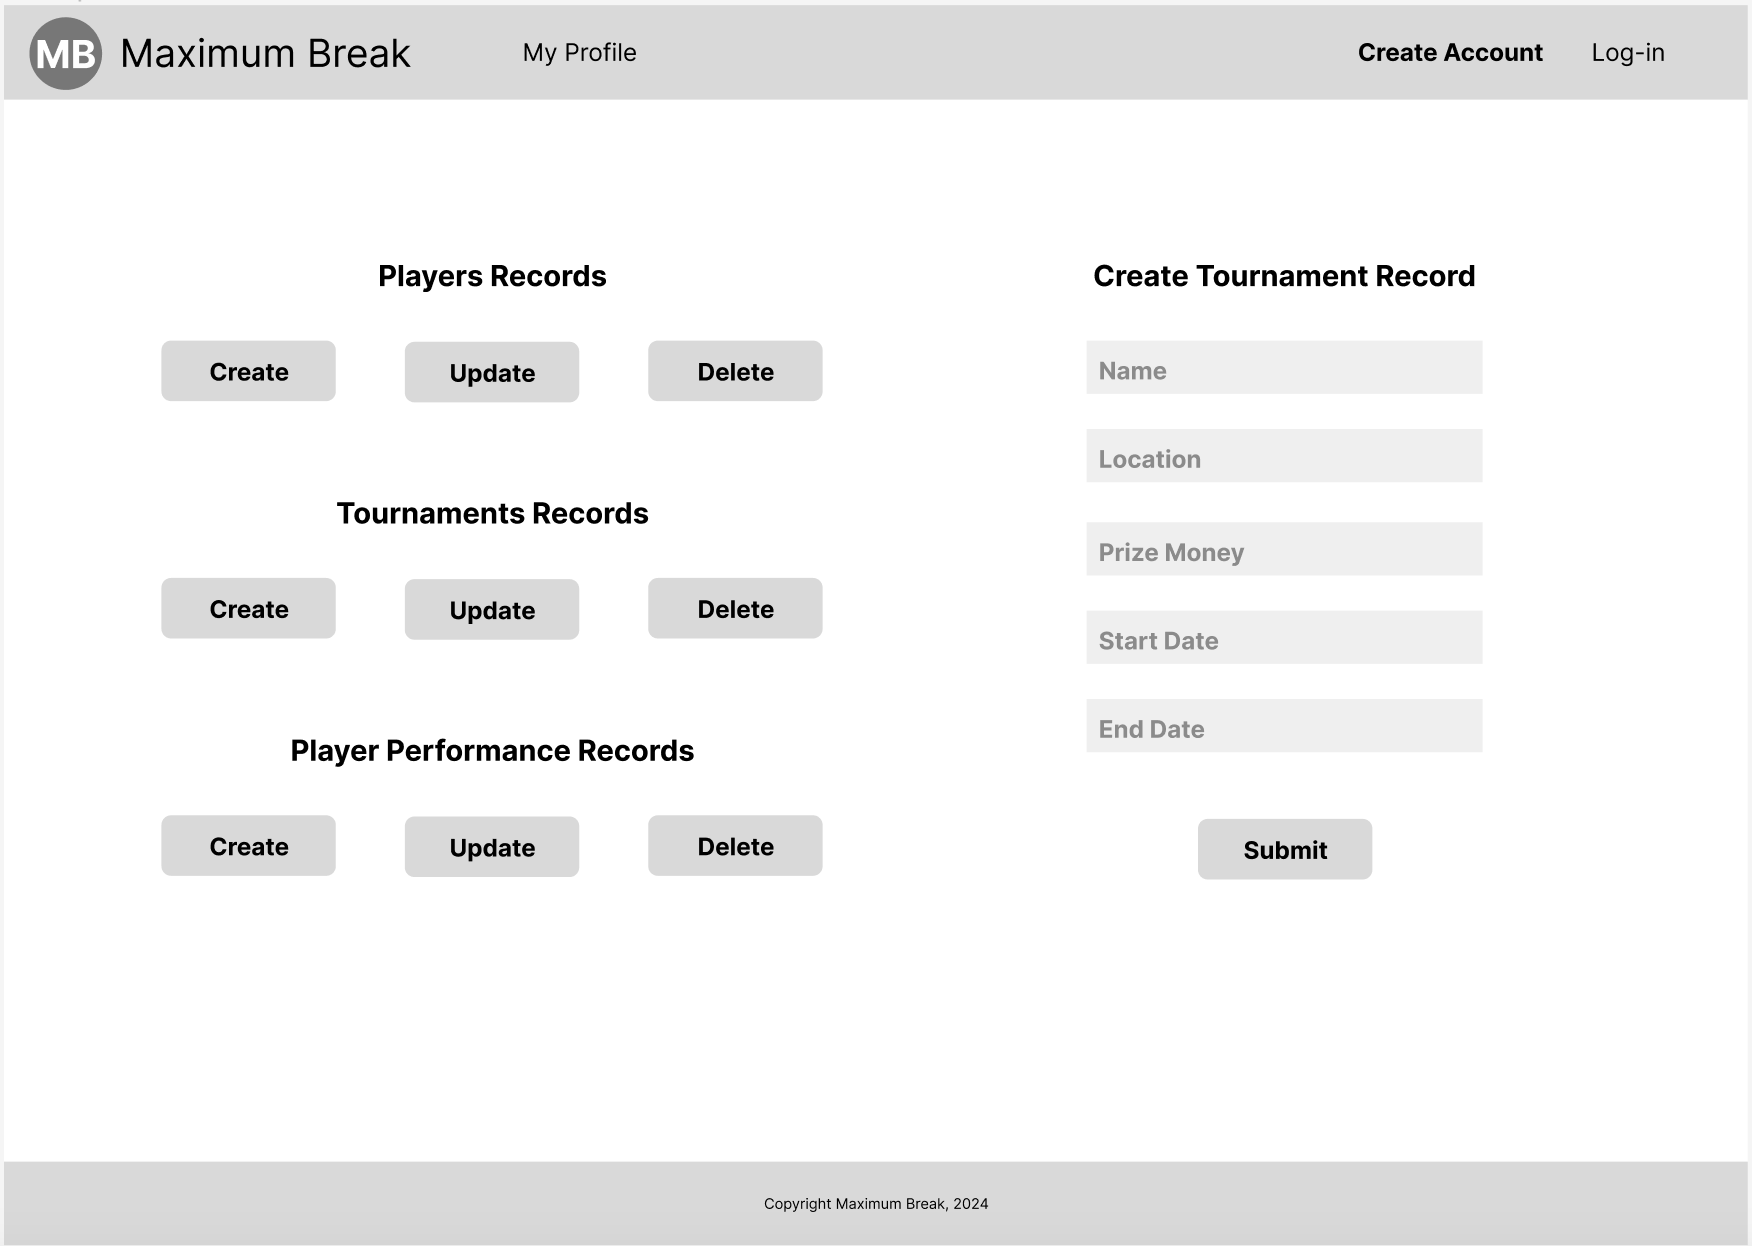 MB Maximum Break My Profile Create Account Log-in
Players Records
Create Update Delete
Tournaments Records
Create Update Delete
Player Performance Records
Create Update Delete
Create Tournament Record
Name
Location
Prize Money
Start Date
End Date
Submit
Copyright Maximum Break, 2024